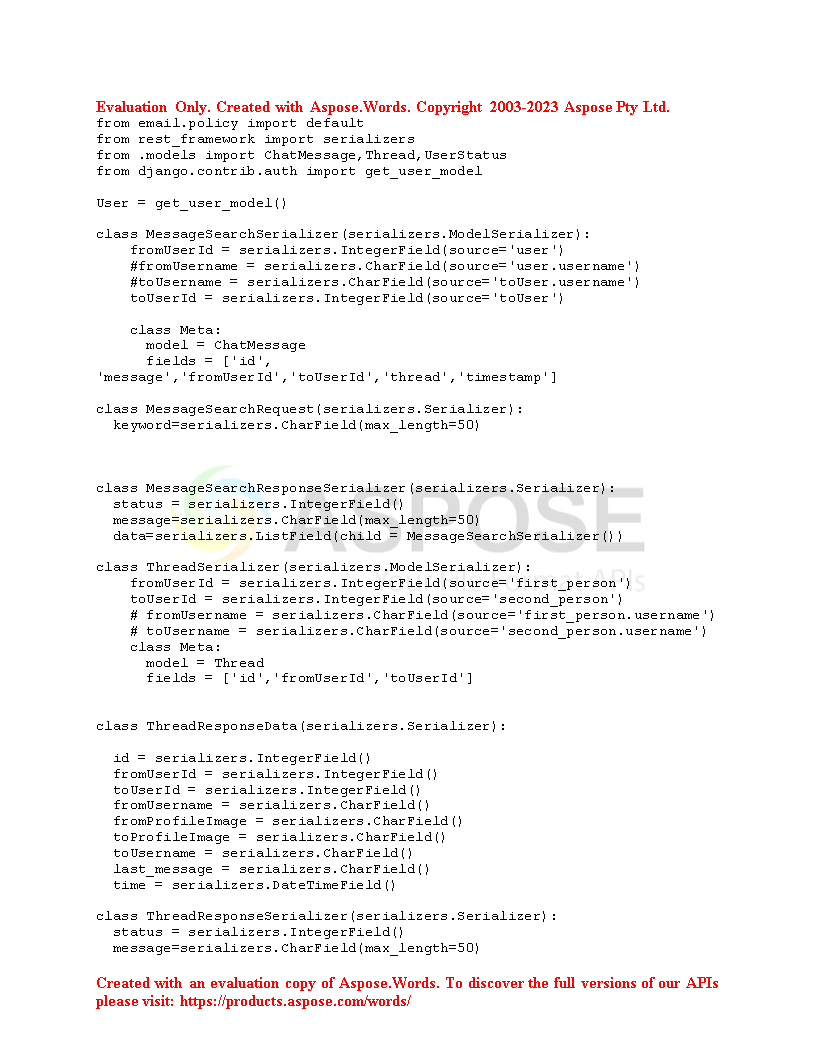 Evaluation Only. Created with Aspose.Words. Copyright 2003-2023 Aspose Pty Ltd.
from email.policy import default
from rest_framework import serializers
from .models import ChatMessage,Thread,UserStatus
from django.contrib.auth import get_user_model

User = get_user_model()

class MessageSearchSerializer(serializers.ModelSerializer):
    fromUserId = serializers.IntegerField(source='user')
    #fromUsername = serializers.CharField(source='user.username')
    #toUsername = serializers.CharField(source='toUser.username')
    toUserId = serializers.IntegerField(source='toUser')

    class Meta:
      model = ChatMessage
      fields = ['id',
'message','fromUserId','toUserId','thread','timestamp']

class MessageSearchRequest(serializers.Serializer):
  keyword=serializers.CharField(max_length=50)

class MessageSearchResponseSerializer(serializers.Serializer):
  status = serializers.IntegerField()
  message=serializers.CharField(max_length=50)
  data=serializers.ListField(child = MessageSearchSerializer())
ASPOSE

class ThreadSerializer(serializers.ModelSerializer):
    fromUserId = serializers.IntegerField(source='first_person')
    toUserId = serializers.IntegerField(source='second_person')
    # fromUsername = serializers.CharField(source='first_person.username')
    # toUsername = serializers.CharField(source='second_person.username')
    class Meta:
      model = Thread
      fields = ['id','fromUserId','toUserId']

class ThreadResponseData(serializers.Serializer):

  id = serializers.IntegerField()
  fromUserId = serializers.IntegerField()
  toUserId = serializers.IntegerField()
  fromUsername = serializers.CharField()
  fromProfileImage = serializers.CharField()
  toProfileImage = serializers.CharField()
  toUsername = serializers.CharField()
  last_message = serializers.CharField()
  time = serializers.DateTimeField()

class ThreadResponseSerializer(serializers.Serializer):
  status = serializers.IntegerField()
  message=serializers.CharField(max_length=50)

Created with an evaluation copy of Aspose.Words. To discover the full versions of our APIs
please visit: https://products.aspose.com/words/